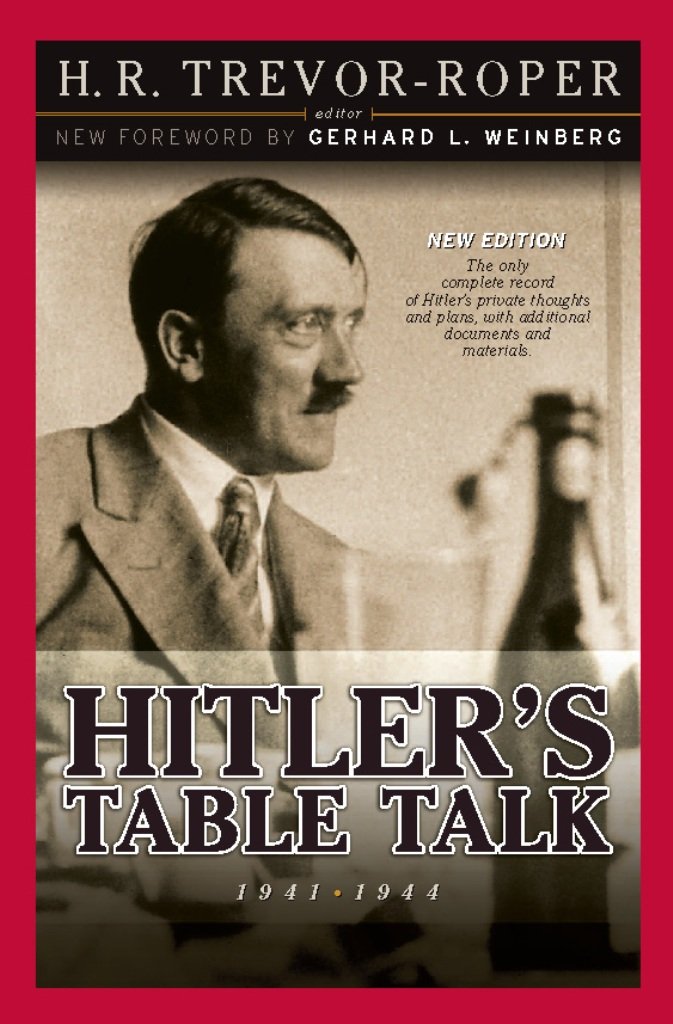 H. R. TREVOR-ROPER
editor
NEW FOREWORD BY GERHARD L. WEINBERG
NEW EDITION
The only
complete record
of Hitler's private thoughts
and plans, with additional
documents and
materials.
HITLER'S
TABLE TALK
1941 • 1944